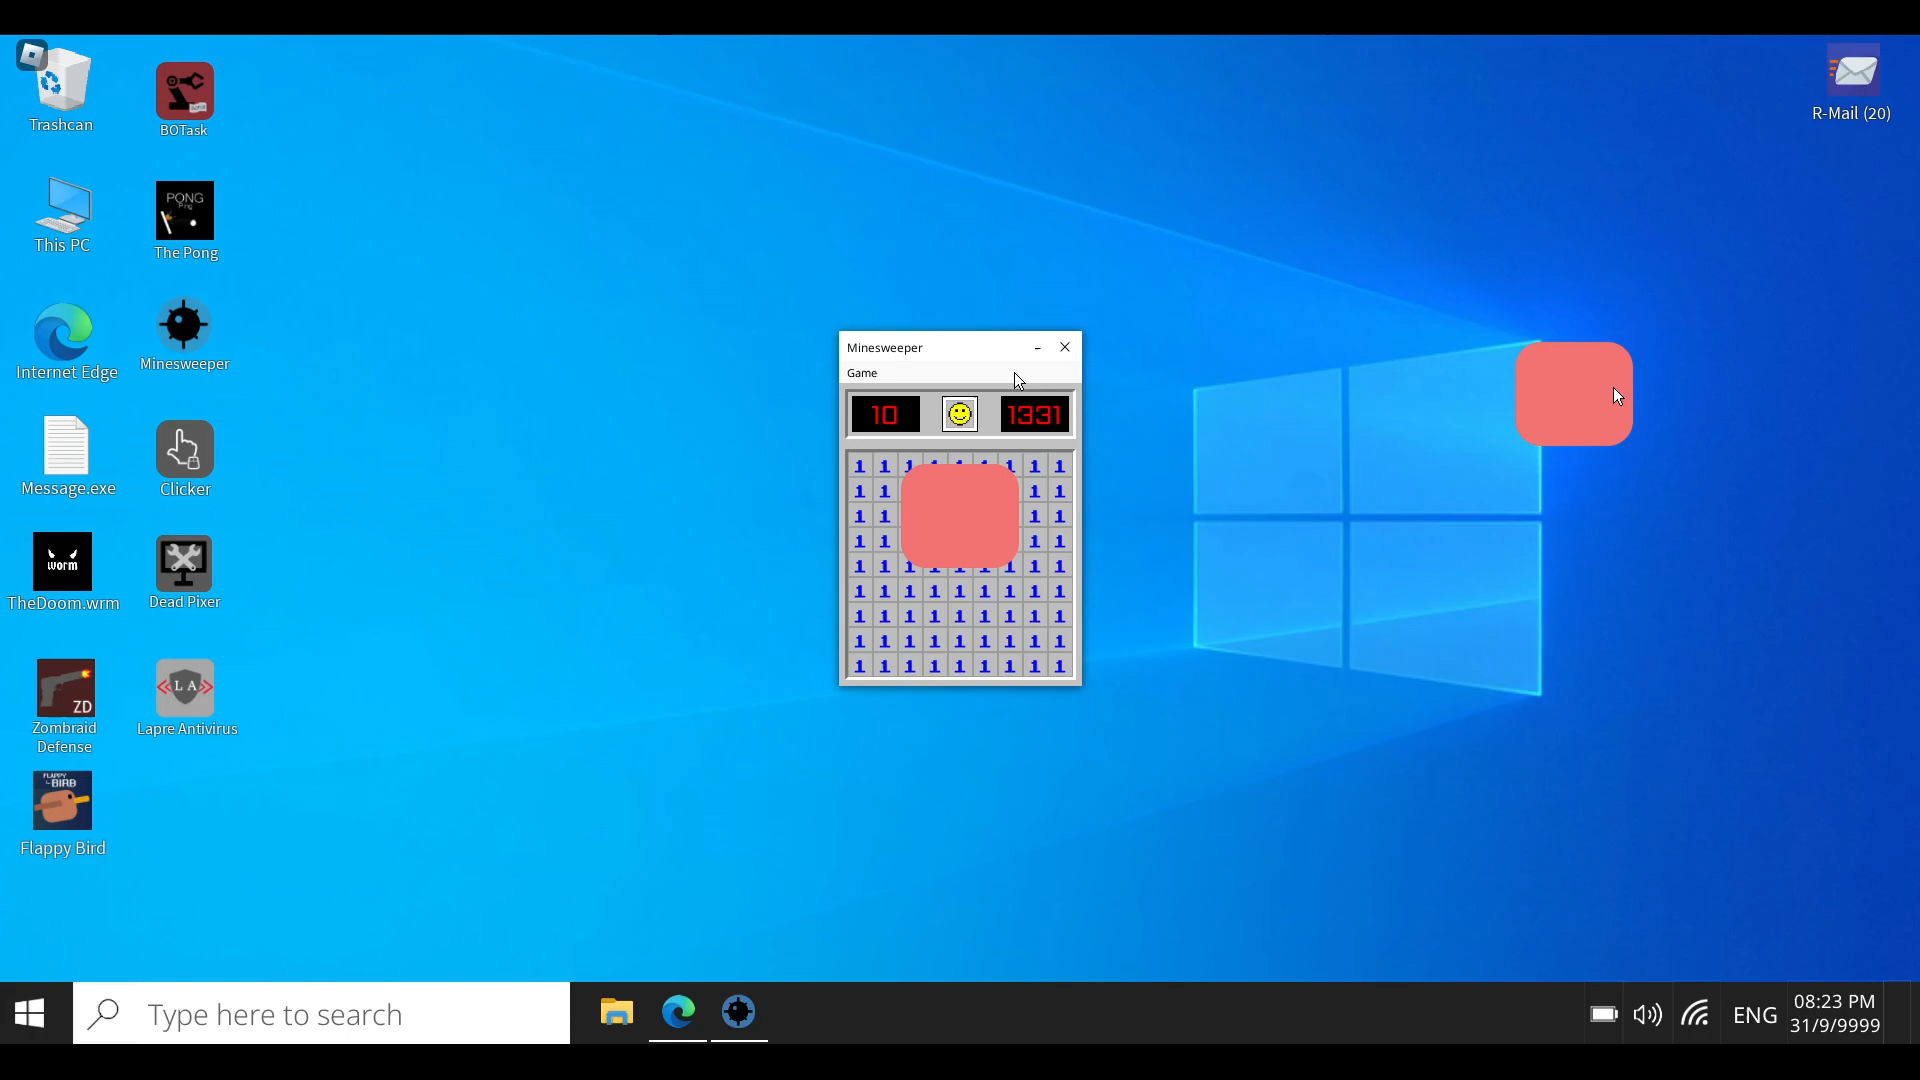 Trashcan
BOTask
R-Mail (20)
This PC
PONG
Ping
The Pong
Internet Edge
Minesweeper
Message.exe
Clicker
worm
TheDoom.wrm
Dead Pixer
ZD
Zombraid
Defense
L A
Lapre Antivirus
FLAPPY
BIRD
Flappy Bird
Minesweeper
Game
10
1331
1 1 1 1 1 1 1 1 1
1 1 1 1
1 1 1 1
1 1 1 1
1 1 1 1 1 1 1 1 1
1 1 1 1 1 1 1 1 1
1 1 1 1 1 1 1 1 1
1 1 1 1 1 1 1 1 1
1 1 1 1 1 1 1 1 1
Type here to search
ENG
08:23 PM
31/9/9999